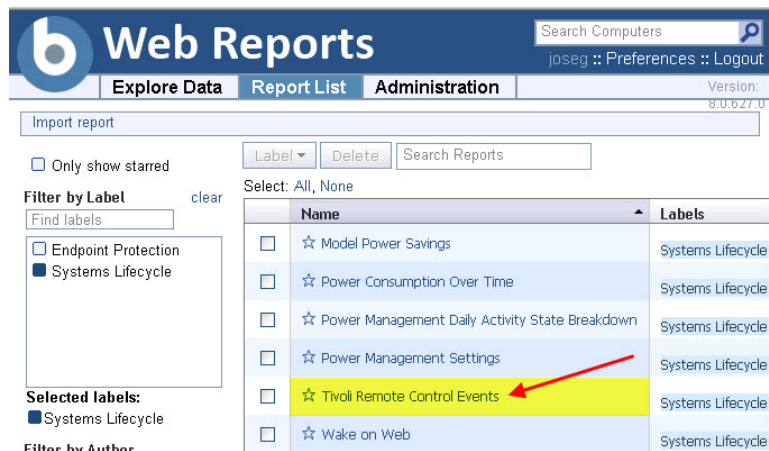 b Web Reports
Search Computers
joseg :: Preferences :: Logout
Explore Data Report List Administration
Version: 8.0.627.0
Import report
Only show starred
Label Delete Search Reports
Filter by Label clear
Select: All, None
Find labels
Name Labels
Endpoint Protection
Systems Lifecycle
Model Power Savings Systems Lifecycle
Power Consumption Over Time Systems Lifecycle
Power Management Daily Activity State Breakdown Systems Lifecycle
Power Management Settings Systems Lifecycle
Selected labels:
Systems Lifecycle
Tivoli Remote Control Events Systems Lifecycle
Wake on Web Systems Lifecycle
Filter by Author